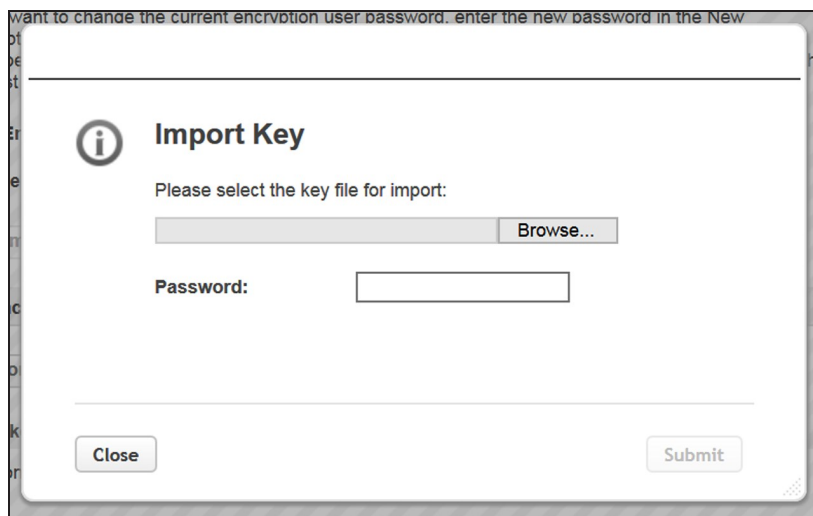 want to change the current encryption user password, enter the new password in the New
Import Key
Please select the key file for import:
Browse...
Password:
Close
Submit